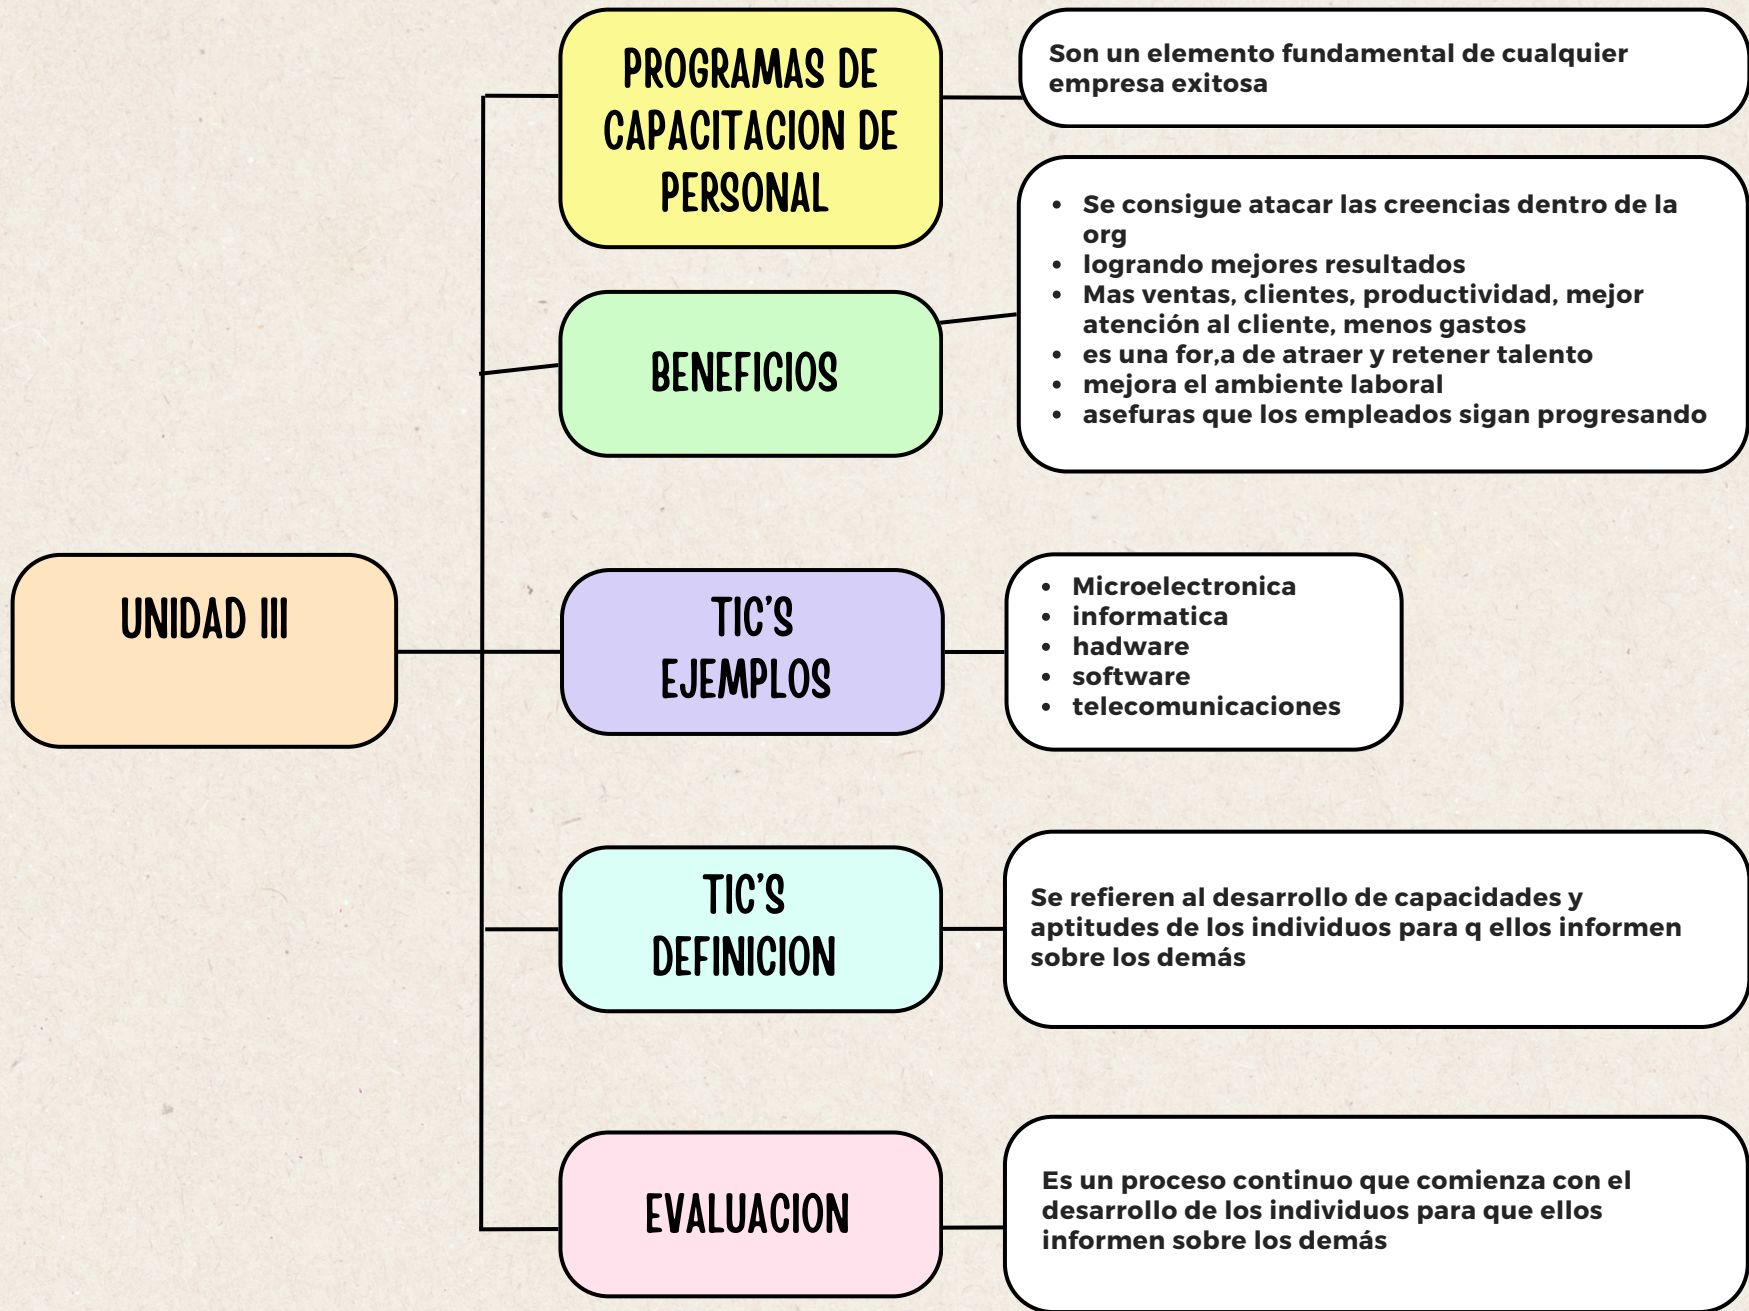 PROGRAMAS DE
CAPACITACION DE
PERSONAL
Son un elemento fundamental de cualquier
empresa exitosa
BENEFICIOS
• Se consigue atacar las creencias dentro de la
org
• logrando mejores resultados
• Mas ventas, clientes, productividad, mejor
atención al cliente, menos gastos
• es una for,a de atraer y retener talento
• mejora el ambiente laboral
• asefuras que los empleados sigan progresando
UNIDAD III
TIC'S
EJEMPLOS
• Microelectronica
• informatica
• hadware
• software
• telecomunicaciones
TIC'S
DEFINICION
Se refieren al desarrollo de capacidades y
aptitudes de los individuos para q ellos informen
sobre los demás
EVALUACION
Es un proceso continuo que comienza con el
desarrollo de los individuos para que ellos
informen sobre los demás